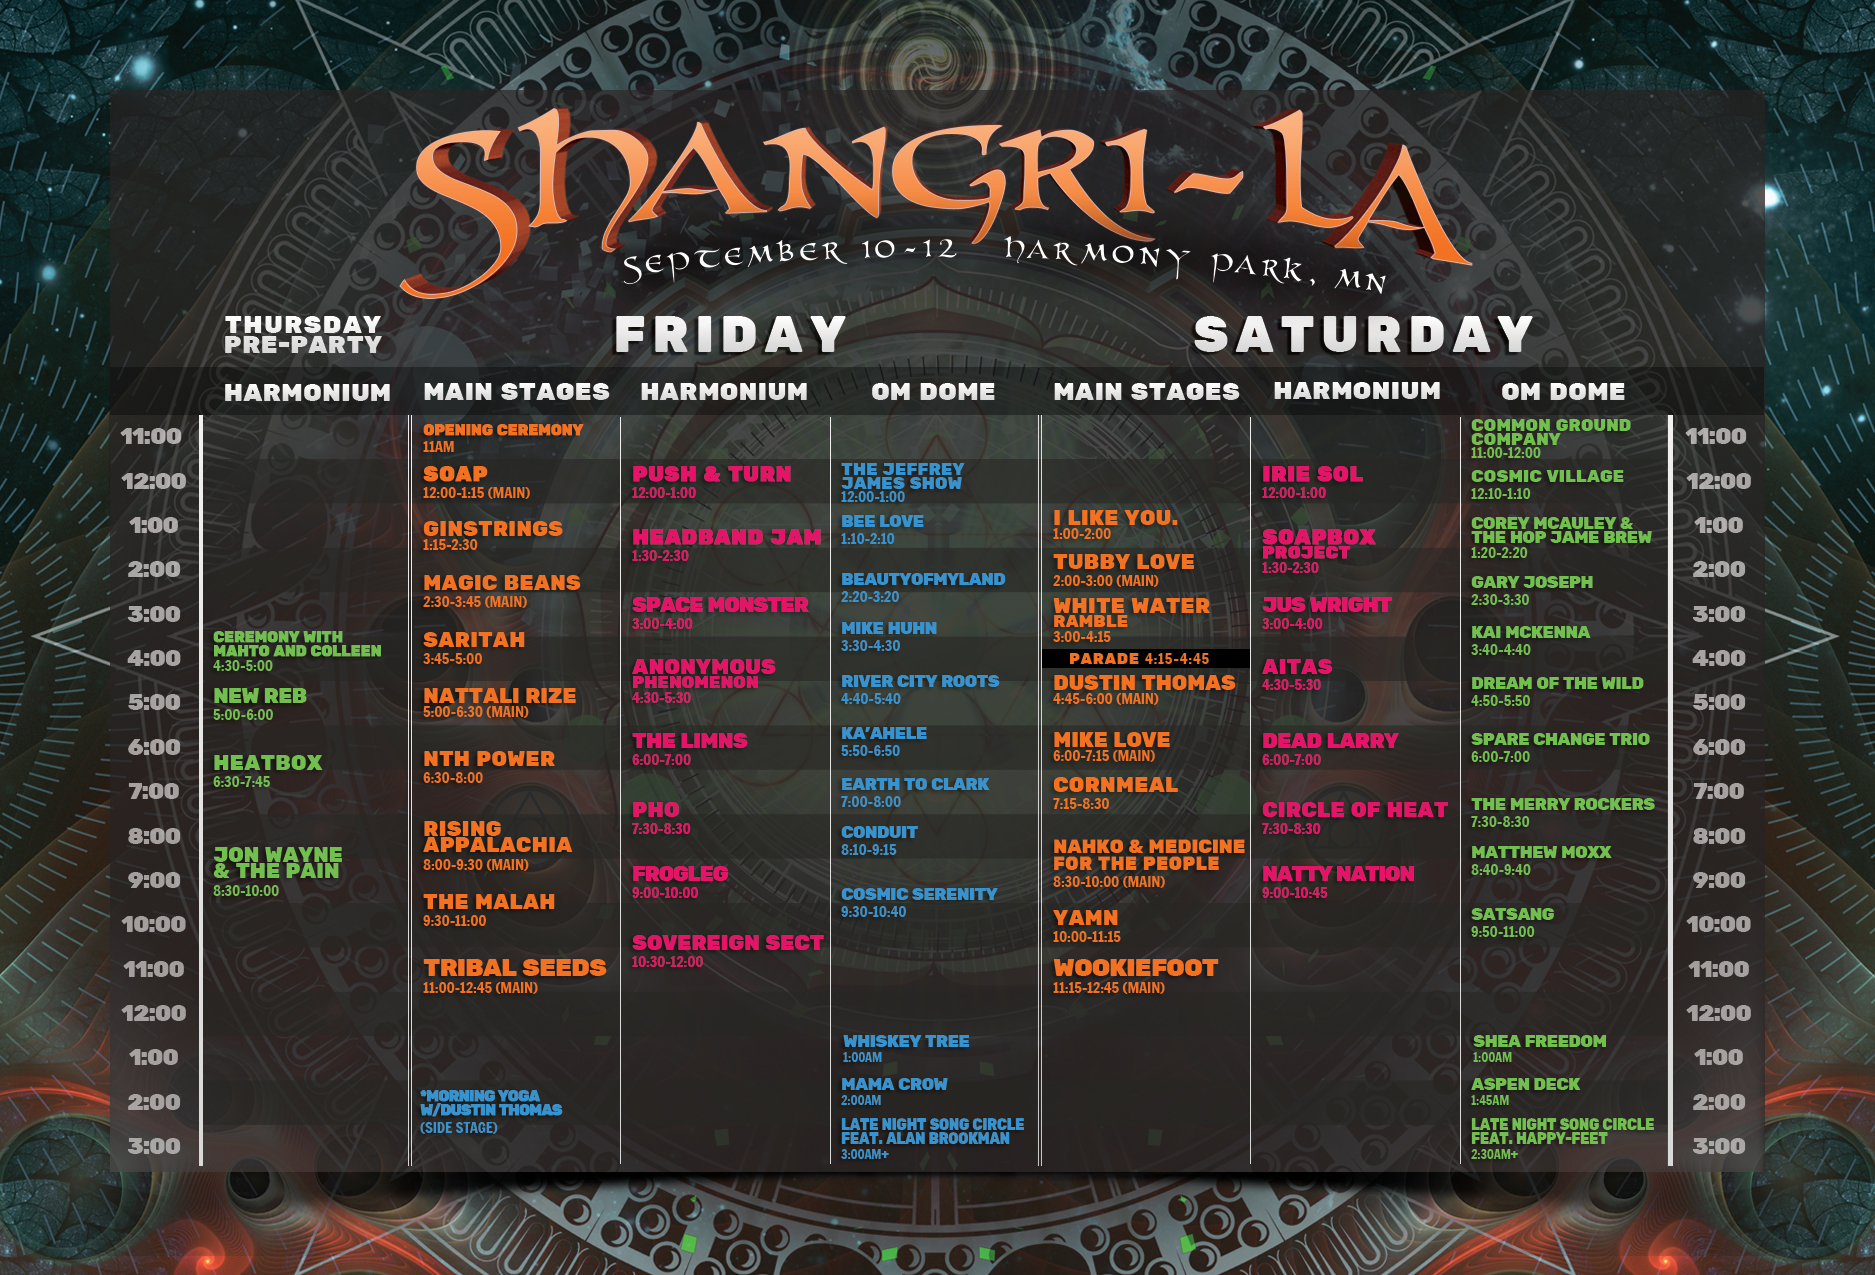 SHANGRI-LA
SEPTEMBER 10-12 HARMONY PARK, MN
THURSDAY
PRE-PARTY
FRIDAY
SATURDAY
HARMONIUM
MAIN STAGES
HARMONIUM
OM DOME
MAIN STAGES
HARMONIUM
OM DOME
11:00
12:00
1:00
2:00
3:00
4:00
5:00
6:00
7:00
8:00
9:00
10:00
11:00
12:00
1:00
2:00
3:00
CEREMONY WITH
MAHTO AND COLLEEN
4:30-5:00
NEW REB
5:00-6:00
HEATBOX
6:30-7:45
JON WAYNE
& THE PAIN
8:30-10:00
OPENING CEREMONY
11AM
SOAP
12:00-1:15 (MAIN)
GINSTRINGS
1:15-2:30
MAGIC BEANS
2:30-3:45 (MAIN)
SARITAH
3:45-5:00
NATTALI RIZE
5:00-6:30 (MAIN)
NTH POWER
6:30-8:00
RISING
APPALACHIA
8:00-9:30 (MAIN)
THE MALAH
9:30-11:00
TRIBAL SEEDS
11:00-12:45 (MAIN)
*MORNING YOGA
W/DUSTIN THOMAS
(SIDE STAGE)
PUSH & TURN
12:00-1:00
HEADBAND JAM
1:30-2:30
SPACE MONSTER
3:00-4:00
ANONYMOUS
PHENOMENON
4:30-5:30
THE LIMNS
6:00-7:00
PHO
7:30-8:30
FROGLEG
9:00-10:00
SOVEREIGN SECT
10:30-12:00
THE JEFFREY
JAMES SHOW
12:00-1:00
BEE LOVE
1:10-2:10
BEAUTYOFMYLAND
2:20-3:20
MIKE HUHN
3:30-4:30
RIVER CITY ROOTS
4:40-5:40
KA'AHELE
5:50-6:50
EARTH TO CLARK
7:00-8:00
CONDUIT
8:10-9:15
COSMIC SERENITY
9:30-10:40
WHISKEY TREE
1:00AM
MAMA CROW
2:00AM
LATE NIGHT SONG CIRCLE
FEAT. ALAN BROOKMAN
3:00AM+
I LIKE YOU.
1:00-2:00
TUBBY LOVE
2:00-3:00 (MAIN)
WHITE WATER
RAMBLE
3:00-4:15
PARADE 4:15-4:45
DUSTIN THOMAS
4:45-6:00 (MAIN)
MIKE LOVE
6:00-7:15 (MAIN)
CORNMEAL
7:15-8:30
NAHKO & MEDICINE
FOR THE PEOPLE
8:30-10:00 (MAIN)
YAMN
10:00-11:15
WOOKIEFOOT
11:15-12:45 (MAIN)
IRIE SOL
12:00-1:00
SOAPBOX
PROJECT
1:30-2:30
JUS WRIGHT
3:00-4:00
AITAS
4:30-5:30
DEAD LARRY
6:00-7:00
CIRCLE OF HEAT
7:30-8:30
NATTY NATION
9:00-10:45
COMMON GROUND
COMPANY
11:00-12:00
COSMIC VILLAGE
12:10-1:10
COREY MCAULEY &
THE HOP JAME BREW
1:20-2:20
GARY JOSEPH
2:30-3:30
KAI MCKENNA
3:40-4:40
DREAM OF THE WILD
4:50-5:50
SPARE CHANGE TRIO
6:00-7:00
THE MERRY ROCKERS
7:30-8:30
MATTHEW MOXX
8:40-9:40
SATSANG
9:50-11:00
SHEA FREEDOM
1:00AM
ASPEN DECK
1:45AM
LATE NIGHT SONG CIRCLE
FEAT. HAPPY-FEET
2:30AM+
11:00
12:00
1:00
2:00
3:00
4:00
5:00
6:00
7:00
8:00
9:00
10:00
11:00
12:00
1:00
2:00
3:00